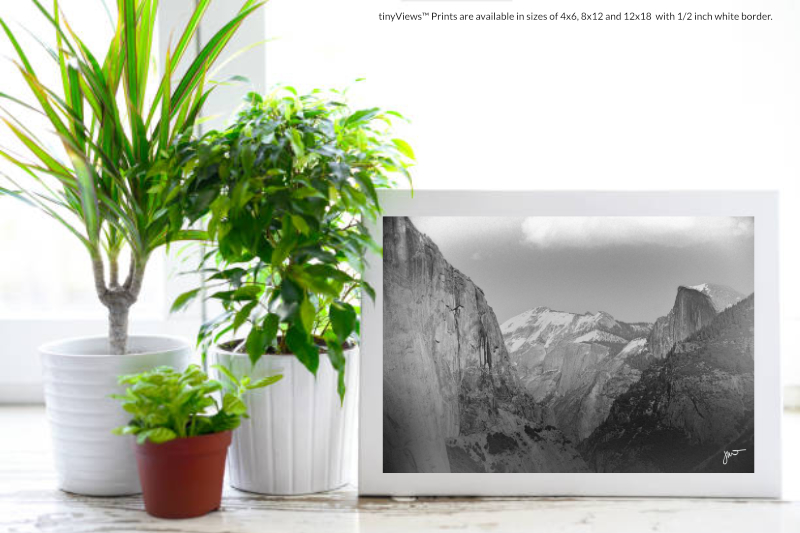 tinyViews™ Prints are available in sizes of 4x6, 8x12 and 12x18 with 1/2 inch white border.